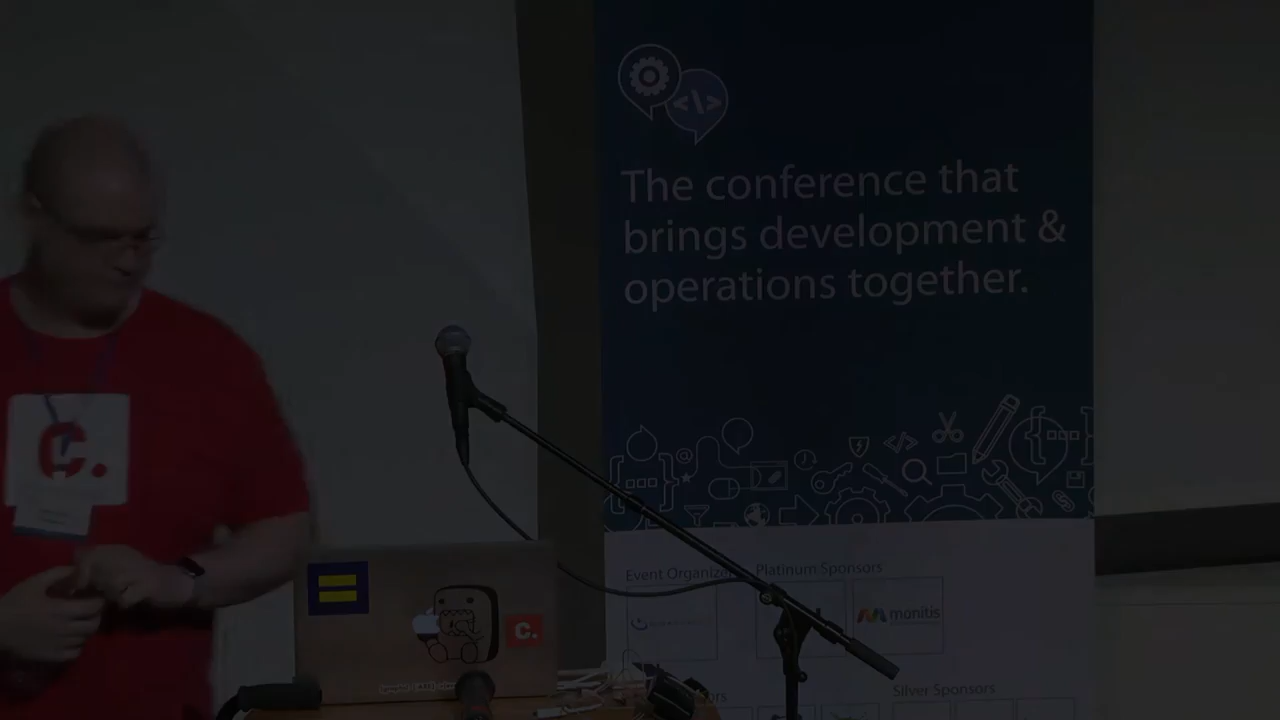 <\>
The conference that
brings development &
operations together.
C.
Event Organizer
Platinum Sponsors
monitis
c.
Silver Sponsors